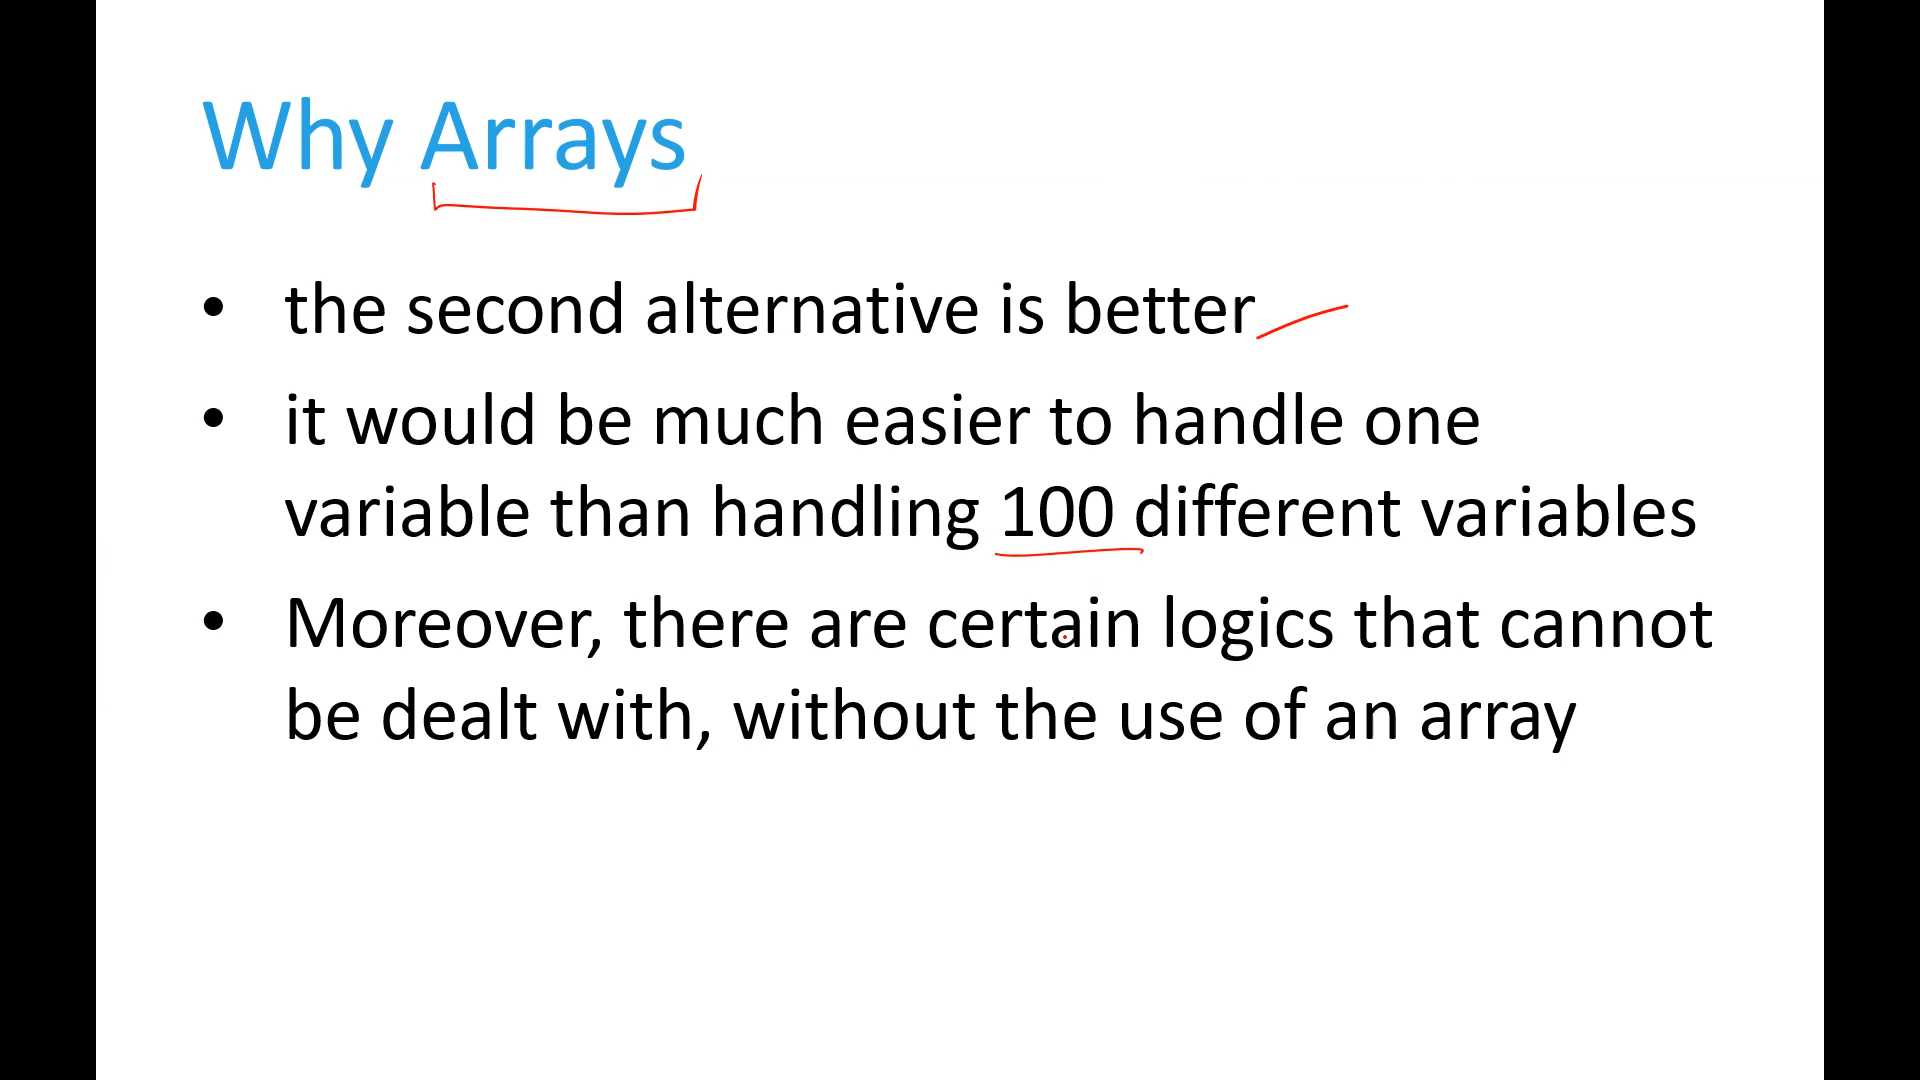 Why Arrays
• the second alternative is better
• it would be much easier to handle one
variable than handling 100 different variables
• Moreover, there are certain logics that cannot
be dealt with, without the use of an array